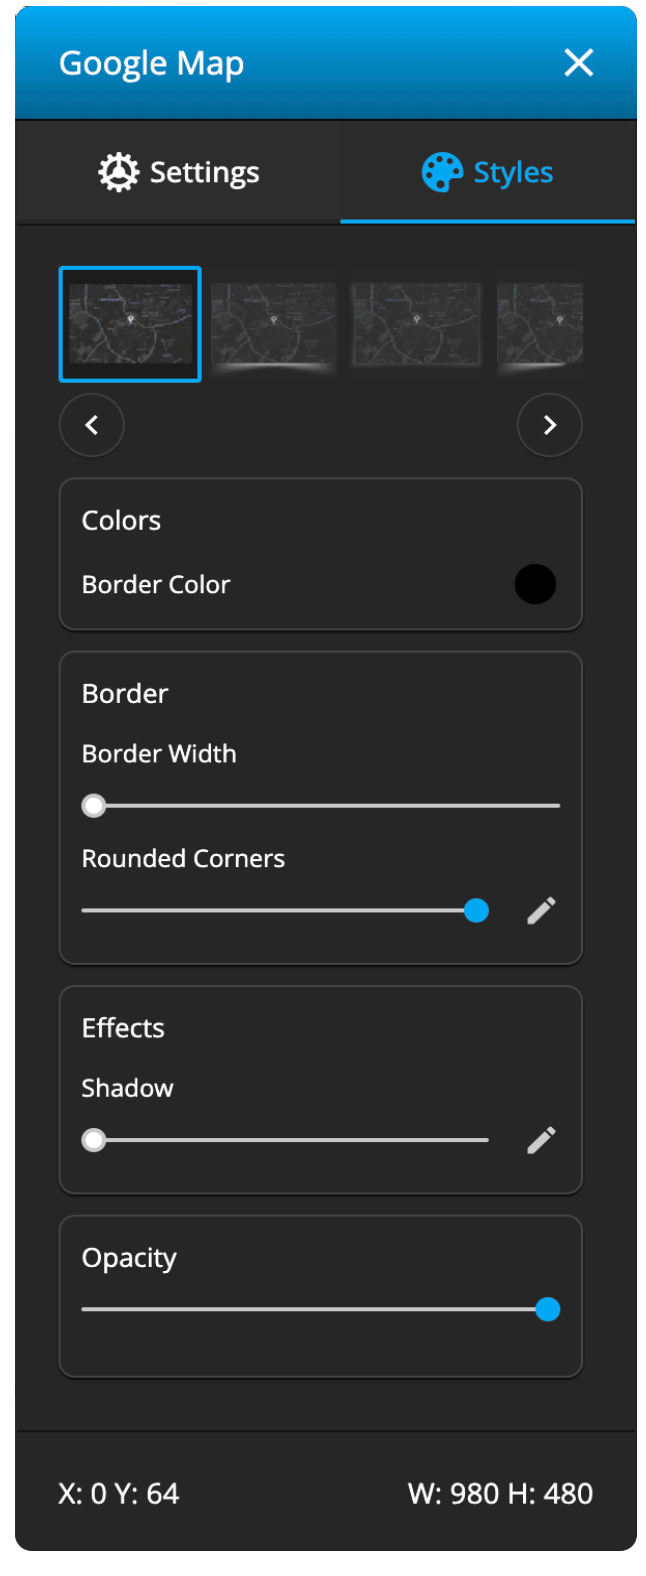 Google Map
Settings
Styles
Colors
Border Color
Border
Border Width
Rounded Corners
Effects
Shadow
Opacity
X: 0 Y: 64
W: 980 H: 480